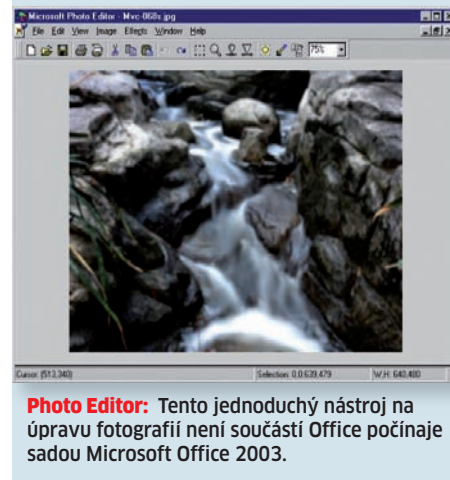 Microsoft Photo Editor - Mvc-068s.jpg
File Edit View Image Effects Window Help
75%
Cursor: (513,340) Selection: 0,0:639,479 W,H: 640,480
Photo Editor: Tento jednoduchý nástroj na
úpravu fotografií není součástí Office počínaje
sadou Microsoft Office 2003.